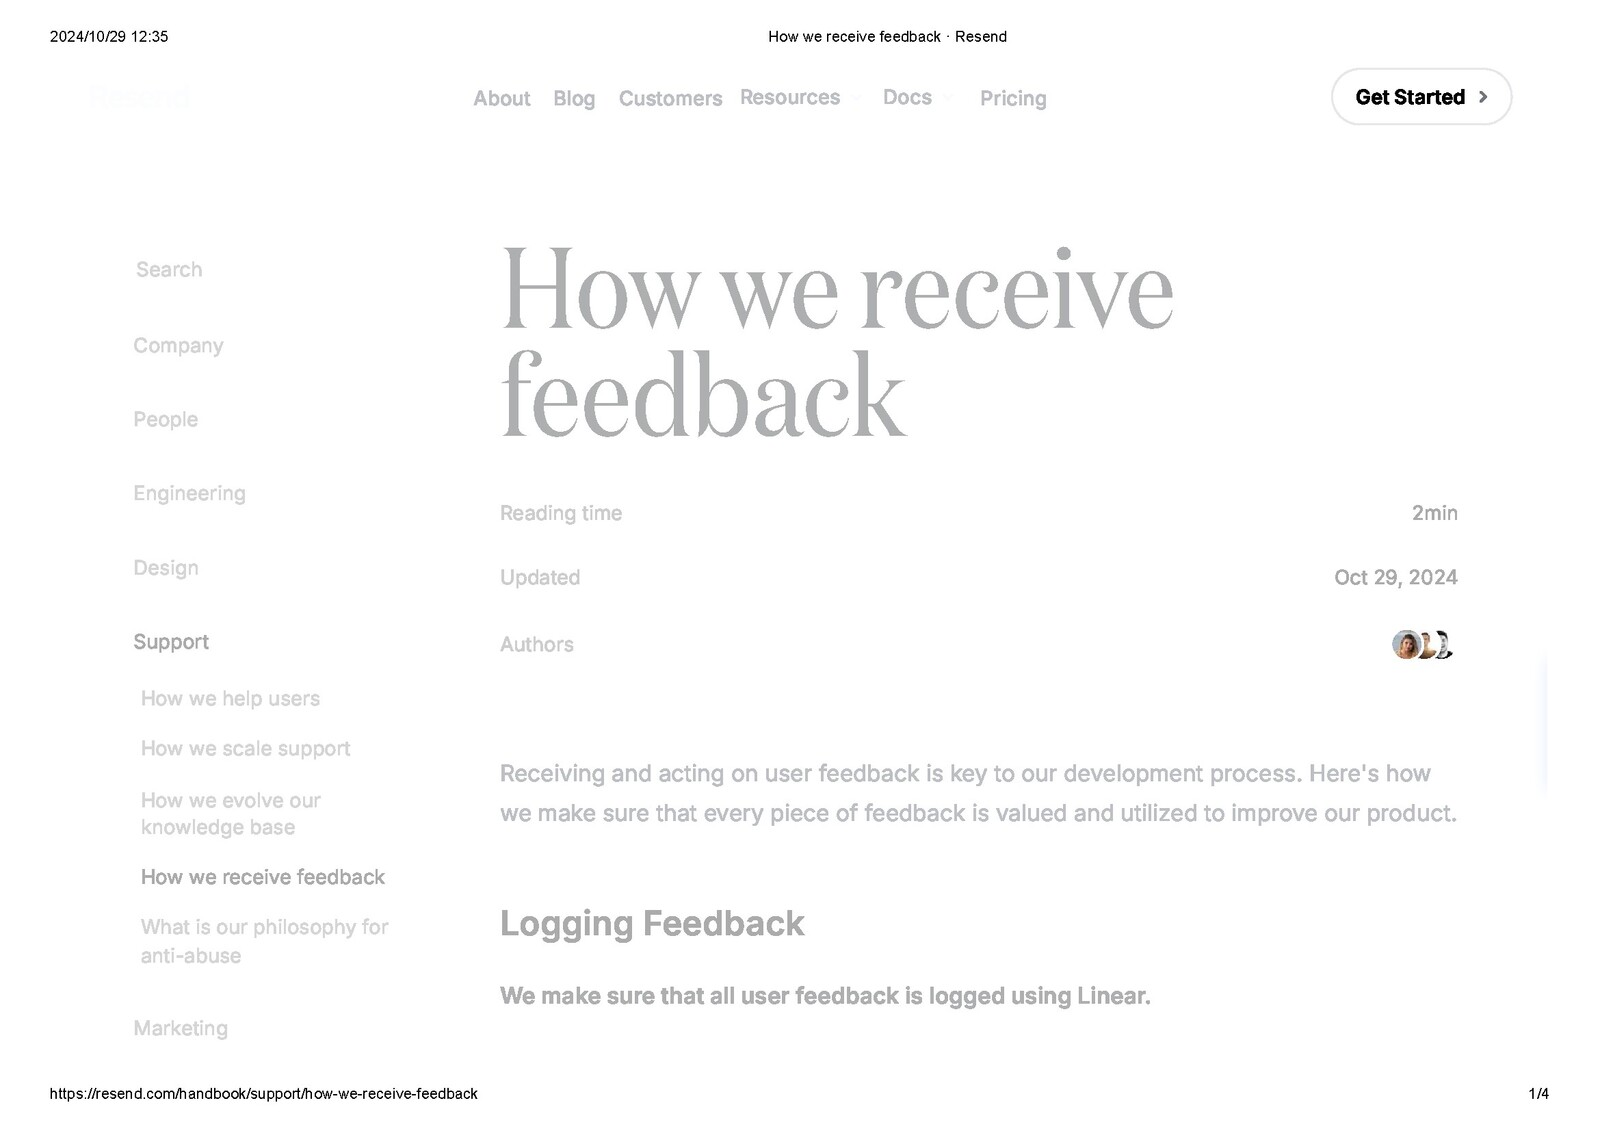 2024/10/29 12:35
How we receive feedback · Resend
Resend
About Blog Customers Resources Docs Pricing
Get Started
Search
Company
People
Engineering
Design
Support
How we help users
How we scale support
How we evolve our
knowledge base
How we receive feedback
What is our philosophy for
anti-abuse
Marketing
How we receive
feedback
Reading time 2min
Updated Oct 29, 2024
Authors
Receiving and acting on user feedback is key to our development process. Here's how
we make sure that every piece of feedback is valued and utilized to improve our product.
Logging Feedback
We make sure that all user feedback is logged using Linear.
https://resend.com/handbook/support/how-we-receive-feedback
1/4